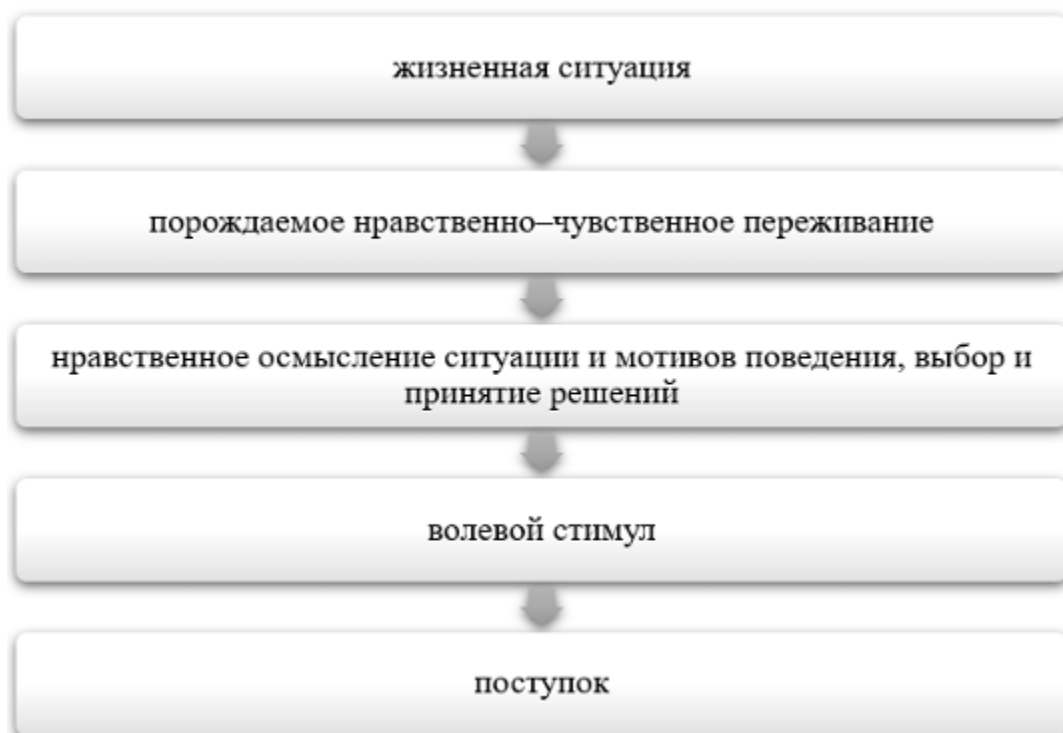 жизненная ситуация
порождаемое нравственно–чувственное переживание
нравственное осмысление ситуации и мотивов поведения, выбор и
принятие решений
волевой стимул
поступок